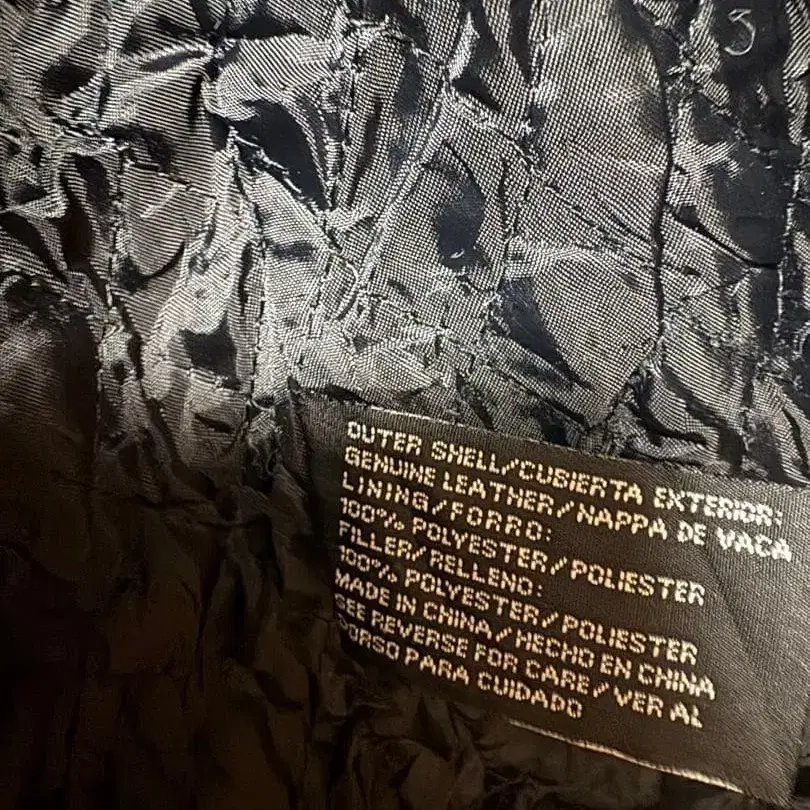 3
OUTER SHELL/CUBIERTA EXTERIOR:
GENUINE LEATHER/NAPPA DE VACA
LINING/FORRO:
100% POLYESTER/POLIESTER
FILLER/RELLENO:
100% POLYESTER/POLIESTER
MADE IN CHINA/HECHO EN CHINA
SEE REVERSE FOR CARE/VER AL
DORSO PARA CUIDADO